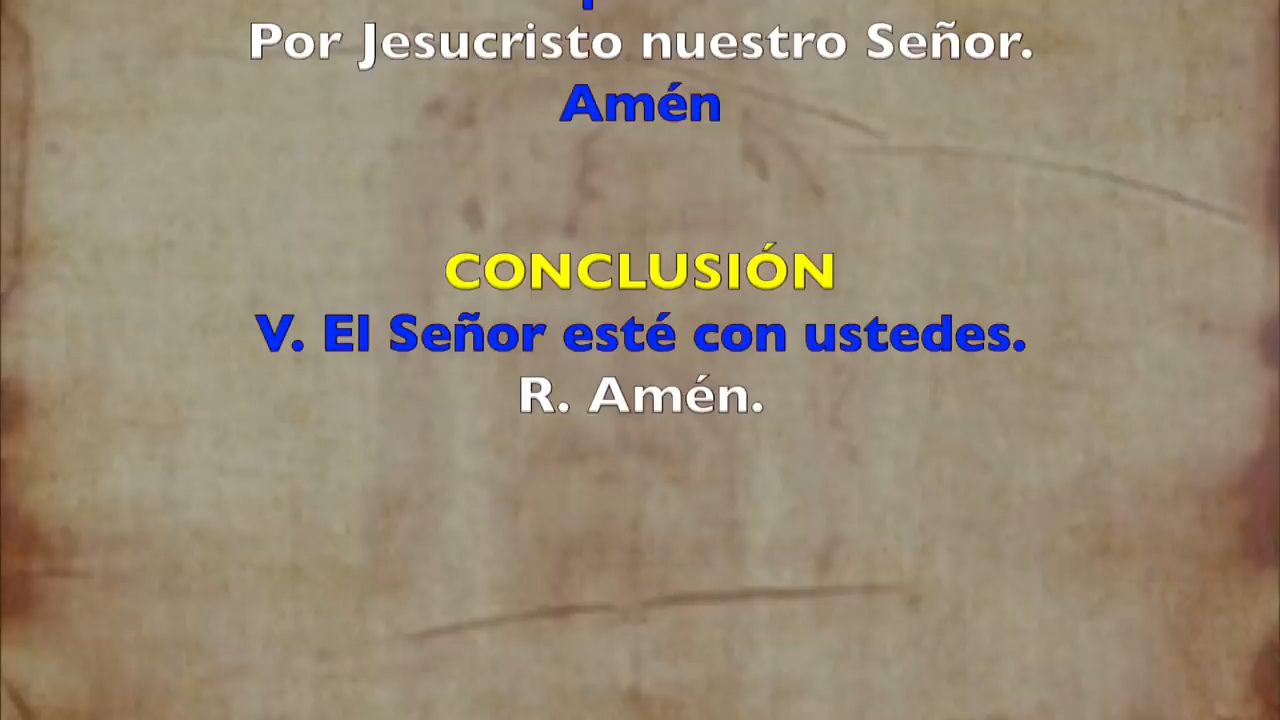 Por Jesucristo nuestro Señor.
Amén
CONCLUSIÓN
V. El Señor esté con ustedes.
R. Amén.